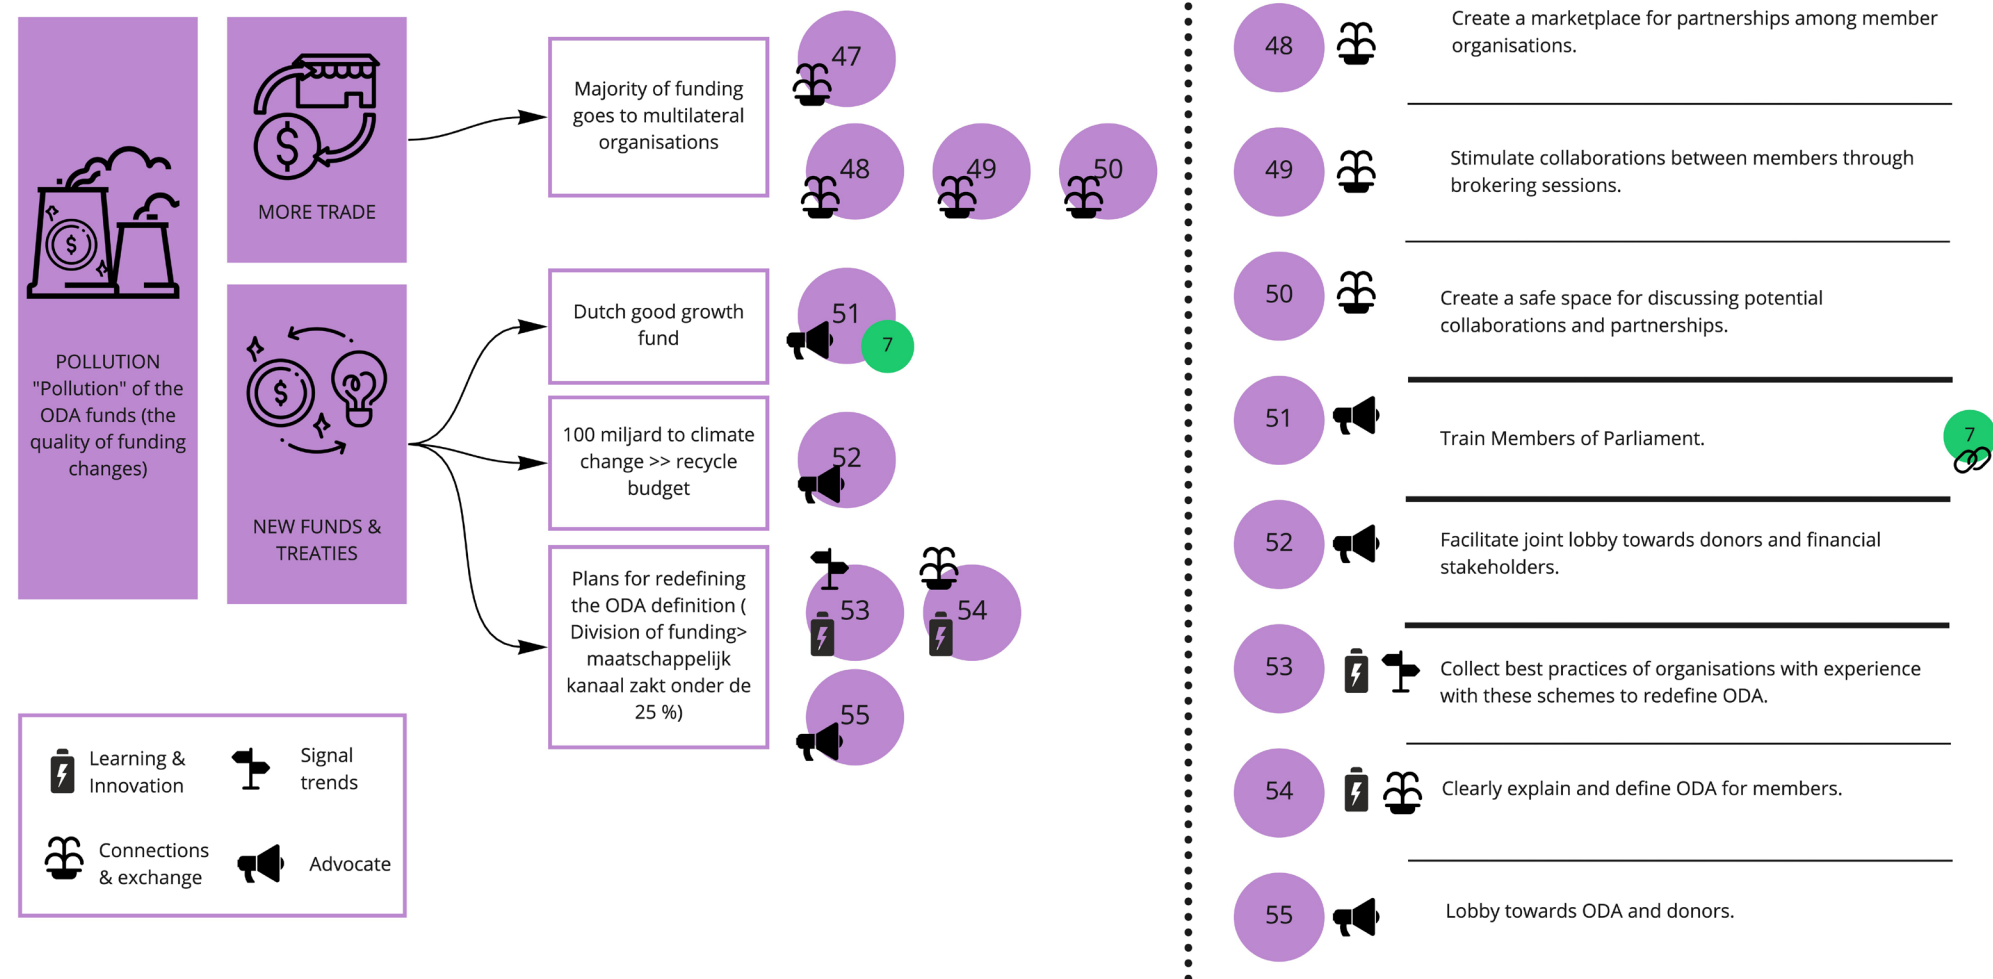 POLLUTION
"Pollution" of the
ODA funds (the
quality of funding
changes)
MORE TRADE
NEW FUNDS &
TREATIES
Majority of funding
goes to multilateral
organisations
47
48
49
50
Dutch good growth
fund
51
7
100 miljard to climate
change >> recycle
budget
52
Plans for redefining
the ODA definition (
Division of funding>
maatschappelijk
kanaal zakt onder de
25 %)
53
54
55
Learning &
Innovation
Signal
trends
Connections
& exchange
Advocate
48
Create a marketplace for partnerships among member
organisations.
49
Stimulate collaborations between members through
brokering sessions.
50
Create a safe space for discussing potential
collaborations and partnerships.
51
Train Members of Parliament.
7
52
Facilitate joint lobby towards donors and financial
stakeholders.
53
Collect best practices of organisations with experience
with these schemes to redefine ODA.
54
Clearly explain and define ODA for members.
55
Lobby towards ODA and donors.